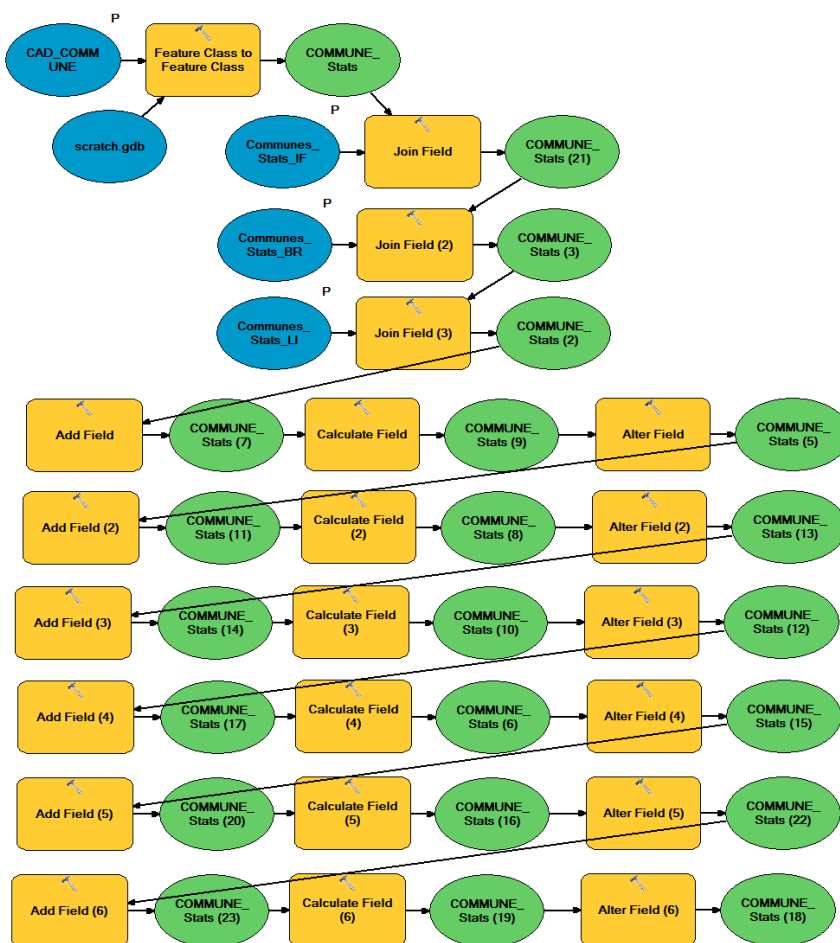 P
CAD_COMM
UNE
Feature Class to
Feature Class
COMMUNE_
Stats
scratch.gdb
P
Communes_
Stats_IF
Join Field
COMMUNE_
Stats (21)
P
Communes_
Stats_BR
Join Field (2)
COMMUNE_
Stats (3)
P
Communes_
Stats_LI
Join Field (3)
COMMUNE_
Stats (2)
Add Field
COMMUNE_
Stats (7)
Calculate Field
COMMUNE_
Stats (9)
Alter Field
COMMUNE_
Stats (5)
Add Field (2)
COMMUNE_
Stats (11)
Calculate Field
(2)
COMMUNE_
Stats (8)
Alter Field (2)
COMMUNE_
Stats (13)
Add Field (3)
COMMUNE_
Stats (14)
Calculate Field
(3)
COMMUNE_
Stats (10)
Alter Field (3)
COMMUNE_
Stats (12)
Add Field (4)
COMMUNE_
Stats (17)
Calculate Field
(4)
COMMUNE_
Stats (6)
Alter Field (4)
COMMUNE_
Stats (15)
Add Field (5)
COMMUNE_
Stats (20)
Calculate Field
(5)
COMMUNE_
Stats (16)
Alter Field (5)
COMMUNE_
Stats (22)
Add Field (6)
COMMUNE_
Stats (23)
Calculate Field
(6)
COMMUNE_
Stats (19)
Alter Field (6)
COMMUNE_
Stats (18)